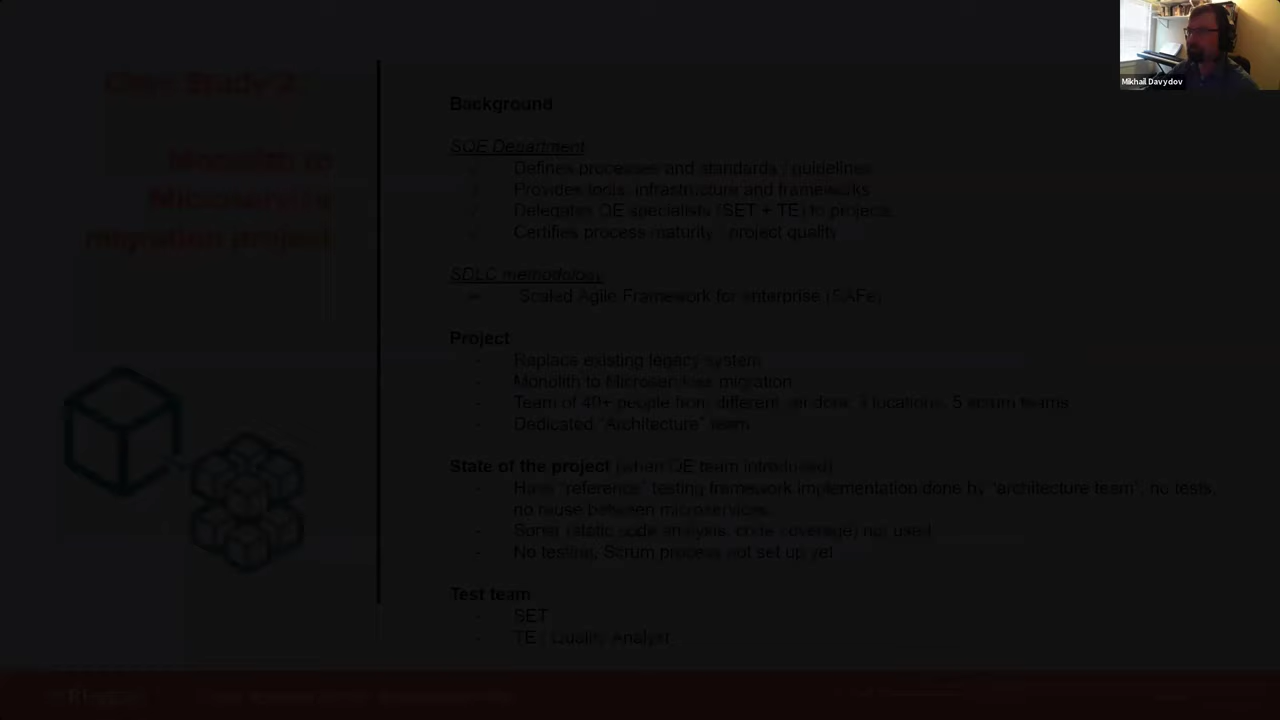 Mikhail Davydov
Case Study 2:
Monolith to
Microservice
migration project
Background
SQE Department
Defines processes and standards / guidelines
Provides tools, infrastructure and frameworks
Delegates QE specialists (SET + TE) to projects
Certifies process maturity / project quality
SDLC methodology
Scaled Agile Framework for enterprise (SAFe)
Project
- Replace existing legacy system
- Monolith to Microservices migration
- Team of 40+ people from different vendors, locations, 5 scrum teams
- Dedicated "Architecture" team
State of the project (when QE team introduced)
- Have "reference" testing framework implementation done by "architecture team", no tests,
no reuse between microservices.
- Sonar (static code analysis, code coverage) not used
- No testing, Scrum process not set up yet
Test team
- SET
- TE / Quality Analyst